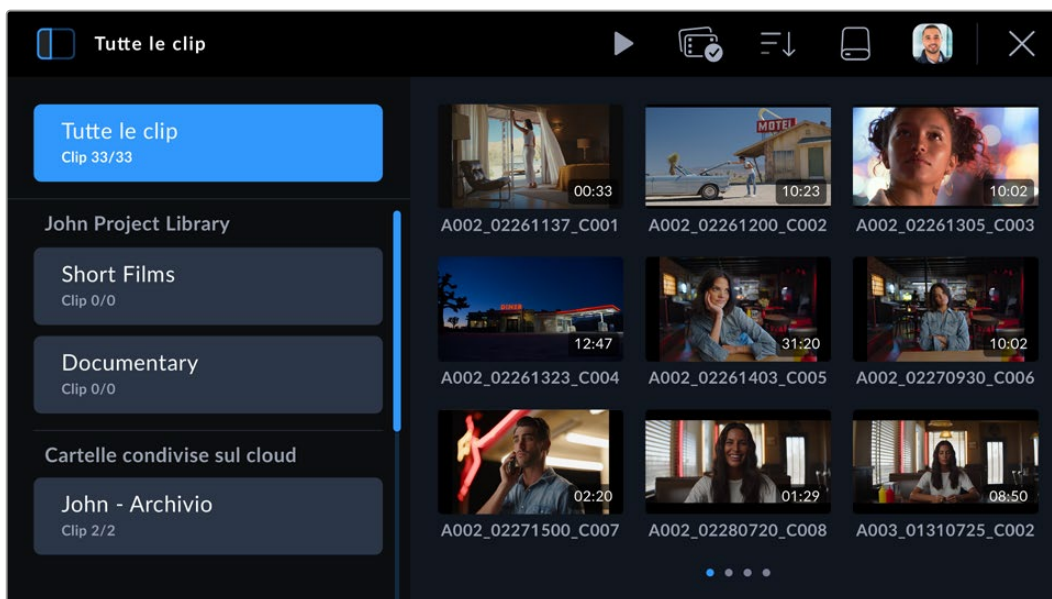 Tutte le clip
Tutte le clip
Clip 33/33
John Project Library
Short Films
Clip 0/0
Documentary
Clip 0/0
Cartelle condivise sul cloud
John - Archivio
Clip 2/2
MOTEL
00:33
10:23
10:02
A002_02261137_C001
A002_02261200_C002
A002_02261305_C003
DINER
12:47
31:20
10:02
A002_02261323_C004
A002_02261403_C005
A002_02270930_C006
02:20
01:29
08:50
A002_02271500_C007
A002_02280720_C008
A003_01310725_C002